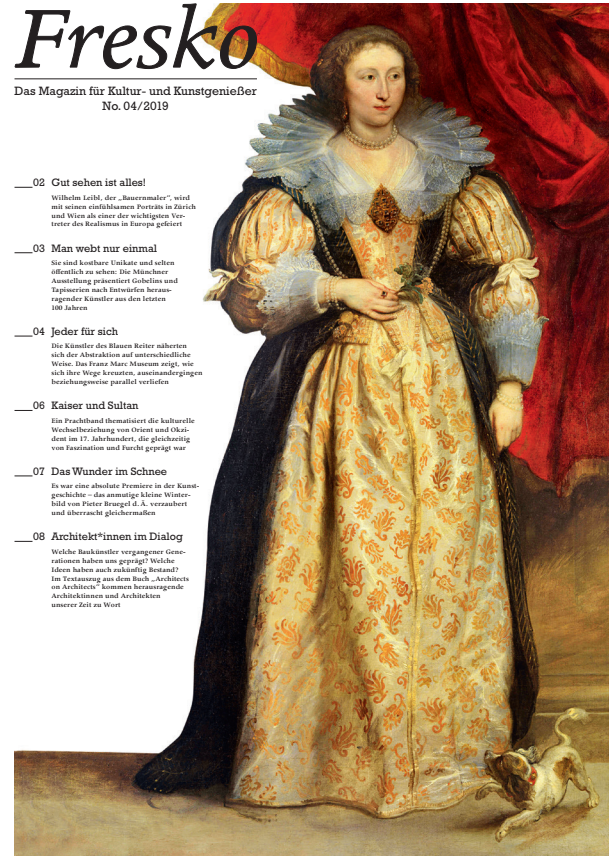 Fresko
Das Magazin für Kultur- und Kunstgenießer
No. 04/2019
__02 Gut sehen ist alles!
Wilhelm Leibl, der „Bauernmaler“, wird
mit seinen einfühlsamen Porträts in Zürich
und Wien als einer der wichtigsten Ver-
treter des Realismus in Europa gefeiert
__03 Man webt nur einmal
Sie sind kostbare Unikate und selten
öffentlich zu sehen: Die Münchner
Ausstellung präsentiert Gobelins und
Tapisserien nach Entwürfen heraus-
ragender Künstler aus den letzten
100 Jahren
__04 Jeder für sich
Die Künstler des Blauen Reiter näherten
sich der Abstraktion auf unterschiedliche
Weise. Das Franz Marc Museum zeigt, wie
sich ihre Wege kreuzten, auseinandergingen
beziehungsweise parallel verliefen
__06 Kaiser und Sultan
Ein Prachtband thematisiert die kulturelle
Wechselbeziehung von Orient und Okzi-
dent im 17. Jahrhundert, die gleichzeitig
von Faszination und Furcht geprägt war
__07 Das Wunder im Schnee
Es war eine absolute Premiere in der Kunst-
geschichte – das anmutige kleine Winter-
bild von Pieter Bruegel d. Ä. verzaubert
und überrascht gleichermaßen
__08 Architekt*innen im Dialog
Welche Baukünstler vergangener Gene-
rationen haben uns geprägt? Welche
Ideen haben auch zukünftig Bestand?
Im Textauszug aus dem Buch „Architects
on Architects“ kommen herausragende
Architektinnen und Architekten
unserer Zeit zu Wort